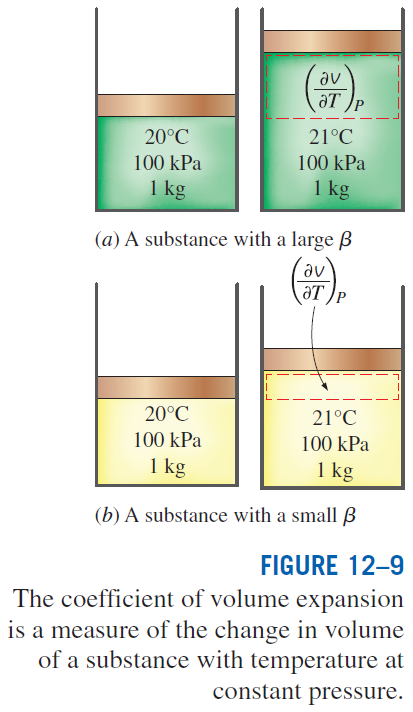 (∂v/∂T)P
20°C
100 kPa
1 kg
21°C
100 kPa
1 kg
(a) A substance with a large β
(∂v/∂T)P
20°C
100 kPa
1 kg
21°C
100 kPa
1 kg
(b) A substance with a small β
FIGURE 12–9
The coefficient of volume expansion
is a measure of the change in volume
of a substance with temperature at
constant pressure.